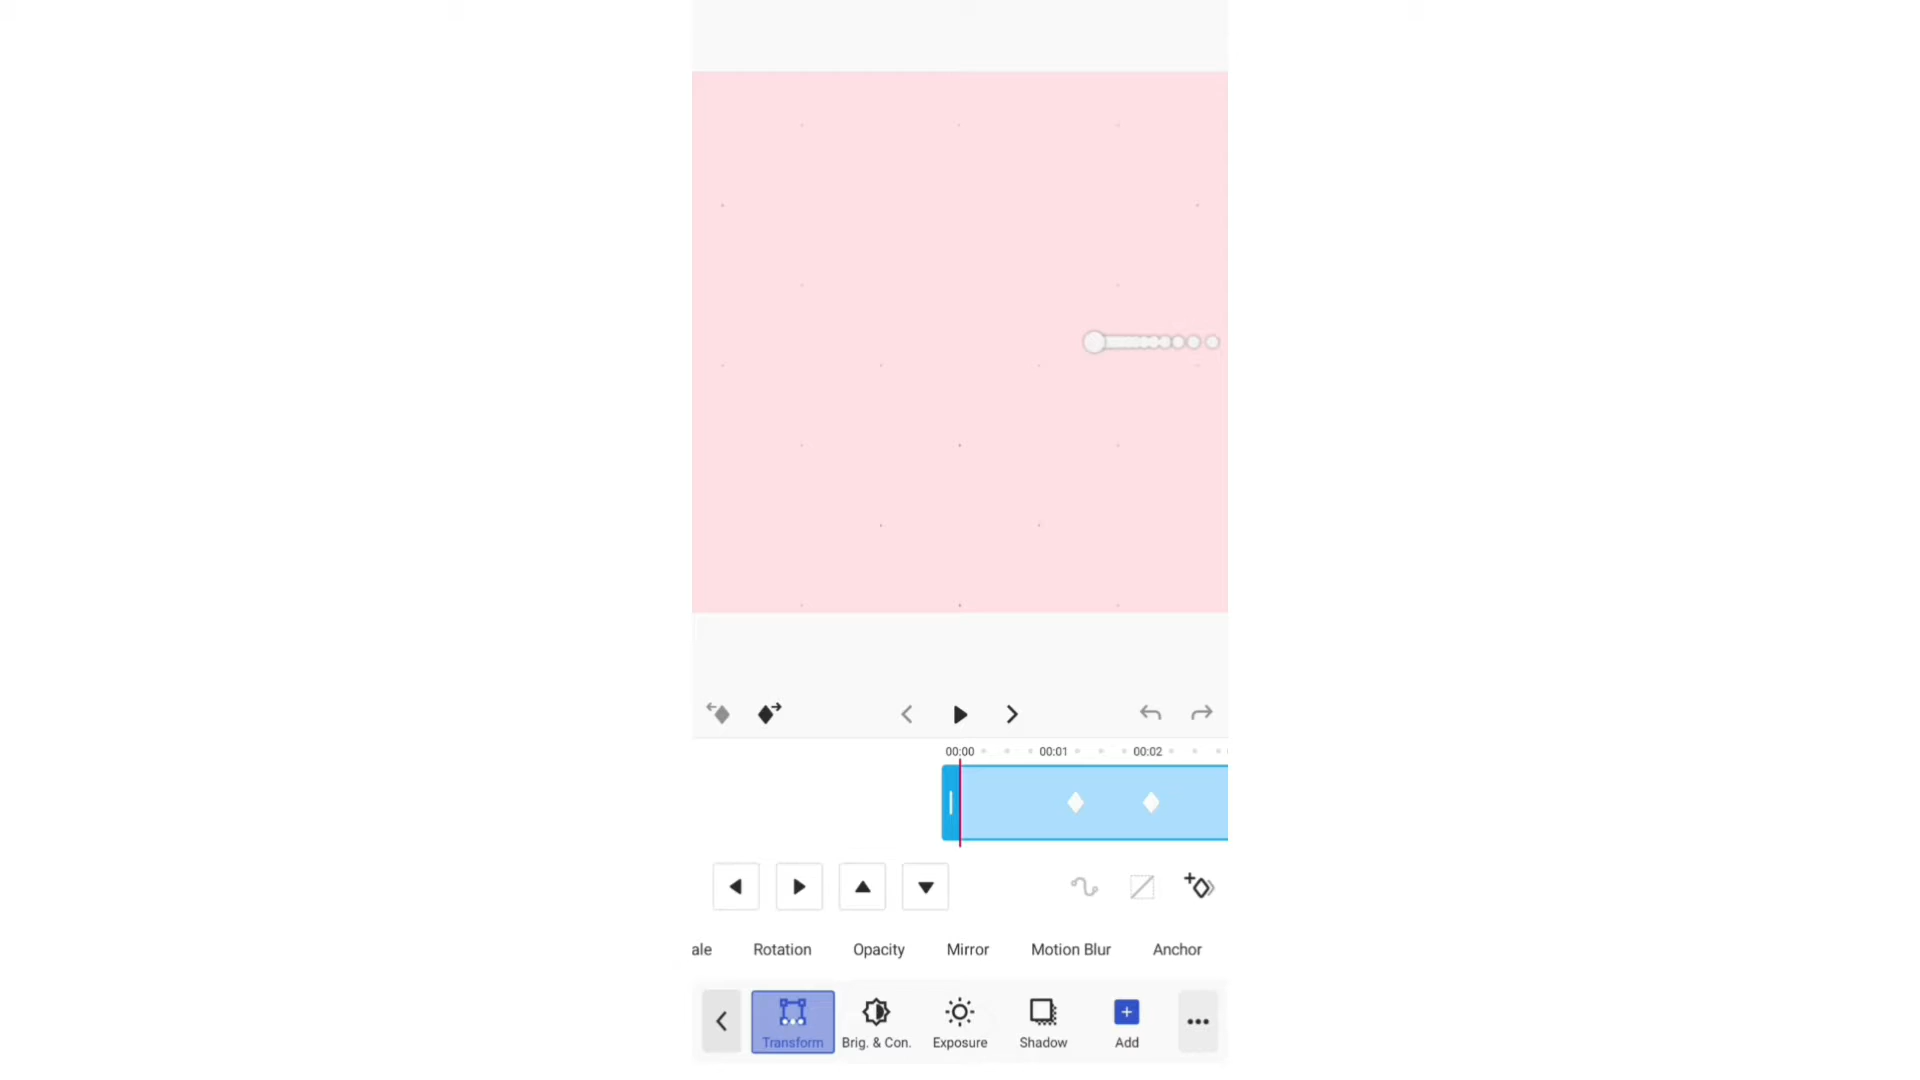 00:00 00:01 00:02
ale Rotation Opacity Mirror Motion Blur Anchor
Transform Brig. & Con. Exposure Shadow Add